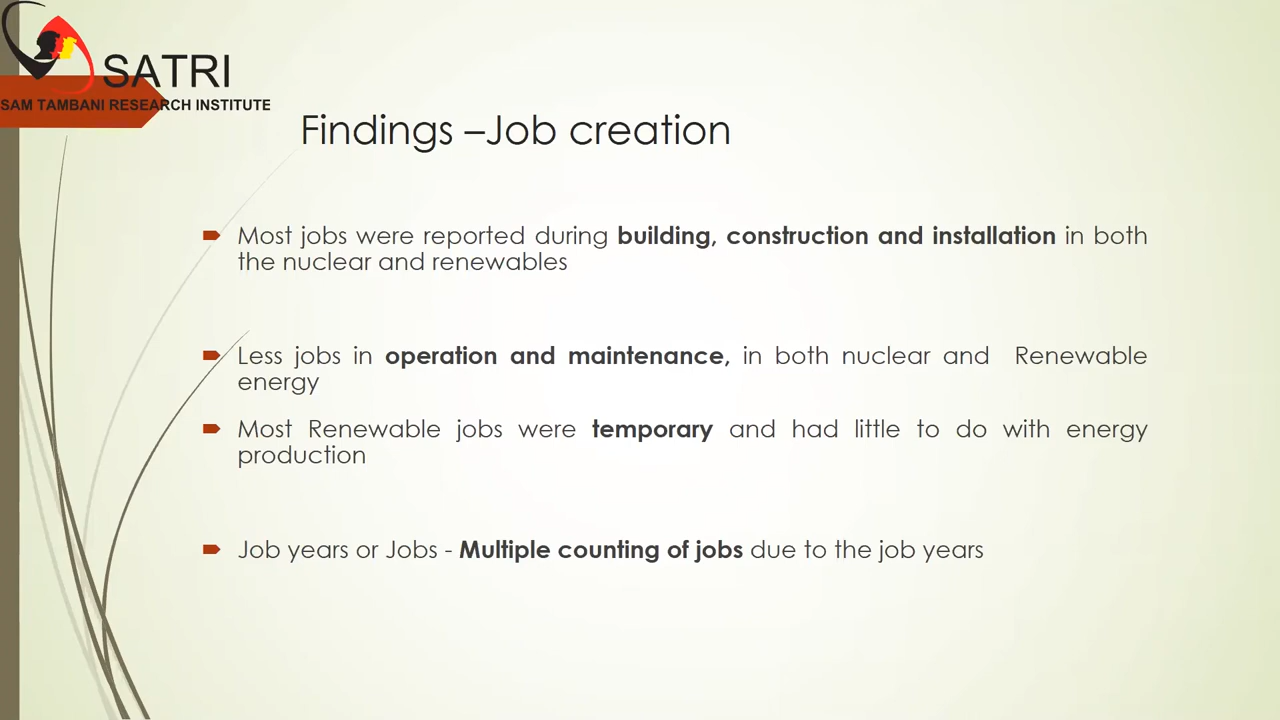 SATRI
SAM TAMBANI RESEARCH INSTITUTE
Findings –Job creation
Most jobs were reported during building, construction and installation in both
the nuclear and renewables
Less jobs in operation and maintenance, in both nuclear and Renewable
energy
Most Renewable jobs were temporary and had little to do with energy
production
Job years or Jobs - Multiple counting of jobs due to the job years